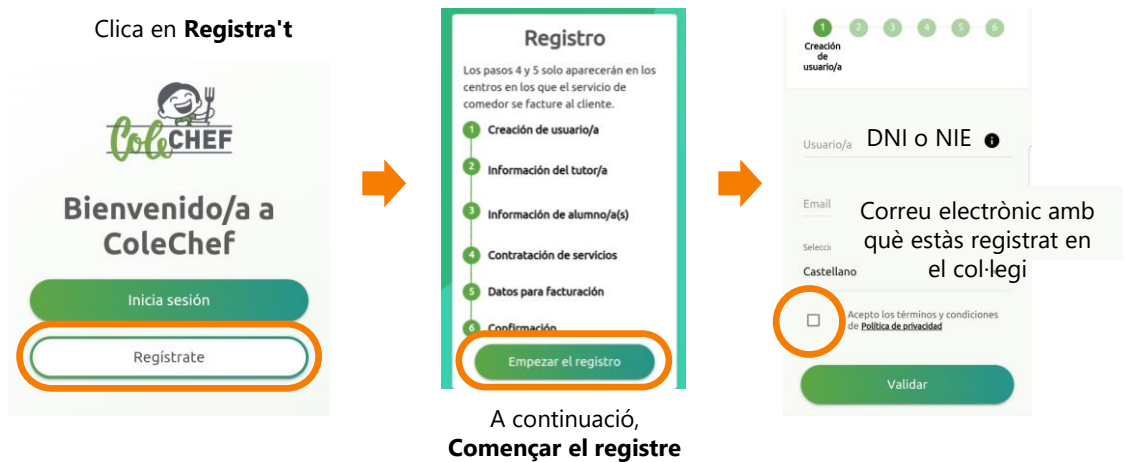 Clica en Registra't
ColeCHEF
Bienvenido/a a
ColeChef
Inicia sesión
Regístrate
Registro
Los pasos 4 y 5 solo aparecerán en los
centros en los que el servicio de
comedor se facture al cliente.
1 Creación de usuario/a
2 Información del tutor/a
3 Información de alumno/a(s)
4 Contratación de servicios
5 Datos para facturación
6 Confirmación
Empezar el registro
A continuació,
Començar el registre
1 2 3 4 5 6
Creación
de
usuario/a
Usuario/a DNI o NIE i
Email
Correu electrònic amb
què estàs registrat en
el col·legi
Castellano
Acepto los términos y condiciones
de Política de privacidad
Validar